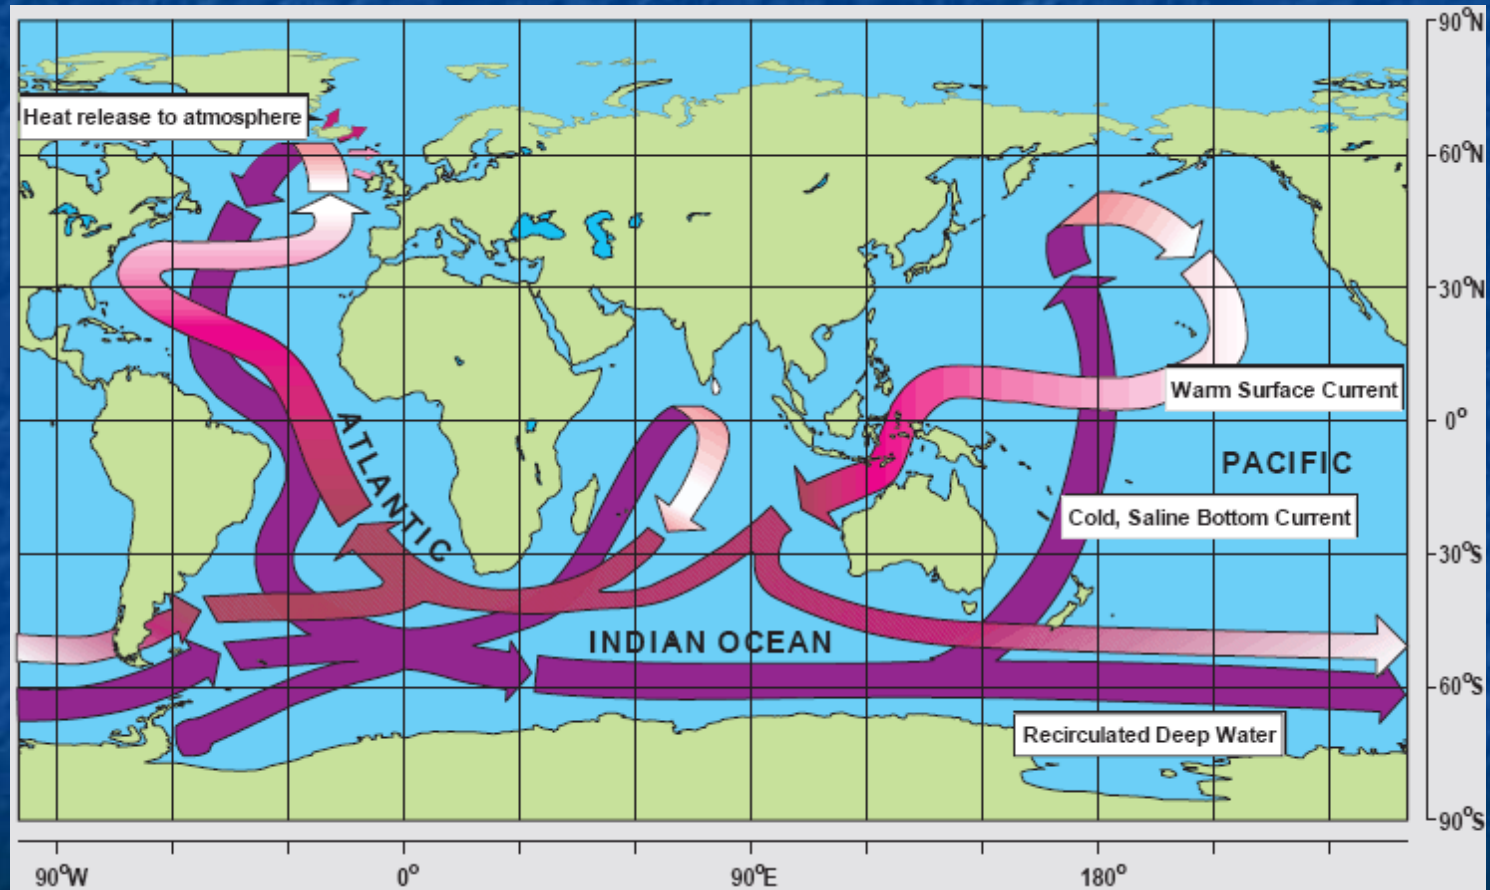 90°N
Heat release to atmosphere
60°N
30°N
Warm Surface Current
0°
ATLANTIC
PACIFIC
Cold, Saline Bottom Current
30°S
INDIAN OCEAN
60°S
Recirculated Deep Water
90°S
90°W
0°
90°E
180°